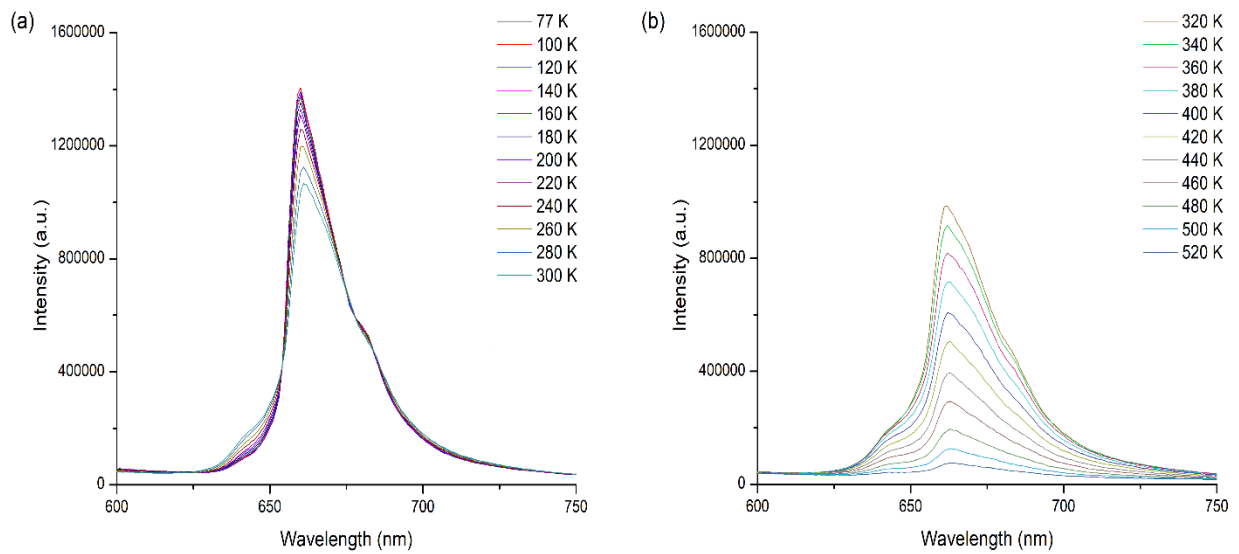 (a)
1600000
1200000
800000
400000
0
600
650
700
750
Intensity (a.u.)
Wavelength (nm)
77 K
100 K
120 K
140 K
160 K
180 K
200 K
220 K
240 K
260 K
280 K
300 K
(b)
1600000
1200000
800000
400000
0
600
650
700
750
Intensity (a.u.)
Wavelength (nm)
320 K
340 K
360 K
380 K
400 K
420 K
440 K
460 K
480 K
500 K
520 K